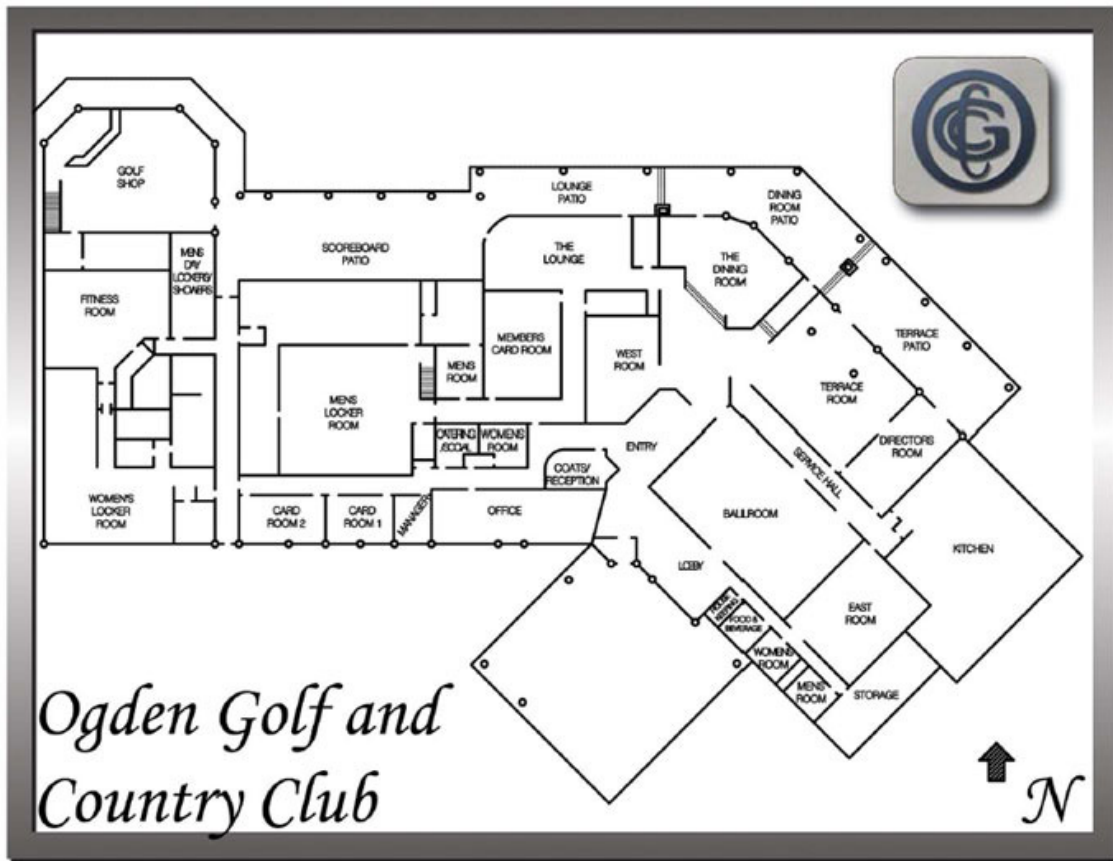 GOLF
SHOP
LOUNGE
PATIO
DINING
ROOM
PATIO
SCOREBOARD
PATIO
MENS
DAY
LOCKERS/
SHOWERS
THE
LOUNGE
THE
DINING
ROOM
FITNESS
ROOM
TERRACE
PATIO
MEMBERS
CARD ROOM
MENS
ROOM
WEST
ROOM
TERRACE
ROOM
MENS
LOCKER
ROOM
CATERING
/SOCIAL
WOMENS
ROOM
ENTRY
DIRECTORS
ROOM
COATS/
RECEPTION
SERVICE HALL
WOMEN'S
LOCKER
ROOM
CARD
ROOM 2
CARD
ROOM 1
MANAGER
OFFICE
BALLROOM
KITCHEN
LOBBY
HOUSE
KEEPING
FOOD &
BEVERAGE
EAST
ROOM
WOMENS
ROOM
MENS
ROOM
STORAGE
Ogden Golf and
Country Club
N
OGCC